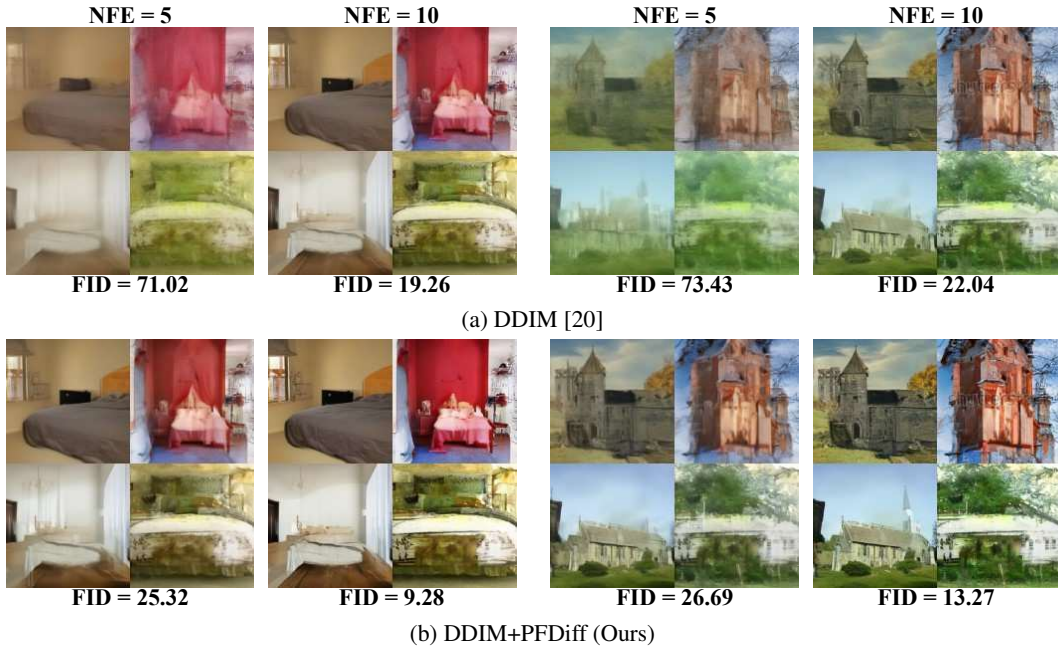 NFE = 5 NFE = 10 NFE = 5 NFE = 10
FID = 71.02 FID = 19.26 FID = 73.43 FID = 22.04
(a) DDIM [20]
FID = 25.32 FID = 9.28 FID = 26.69 FID = 13.27
(b) DDIM+PFDiff (Ours)